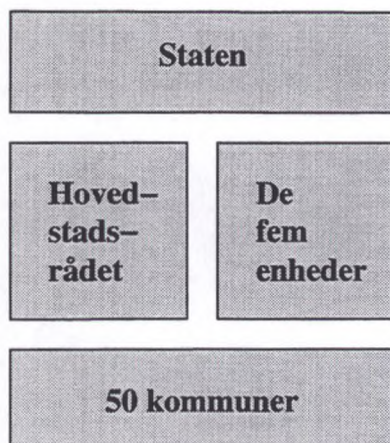 Staten
Hoved–
stads–
rådet
De
fem
enheder
50 kommuner